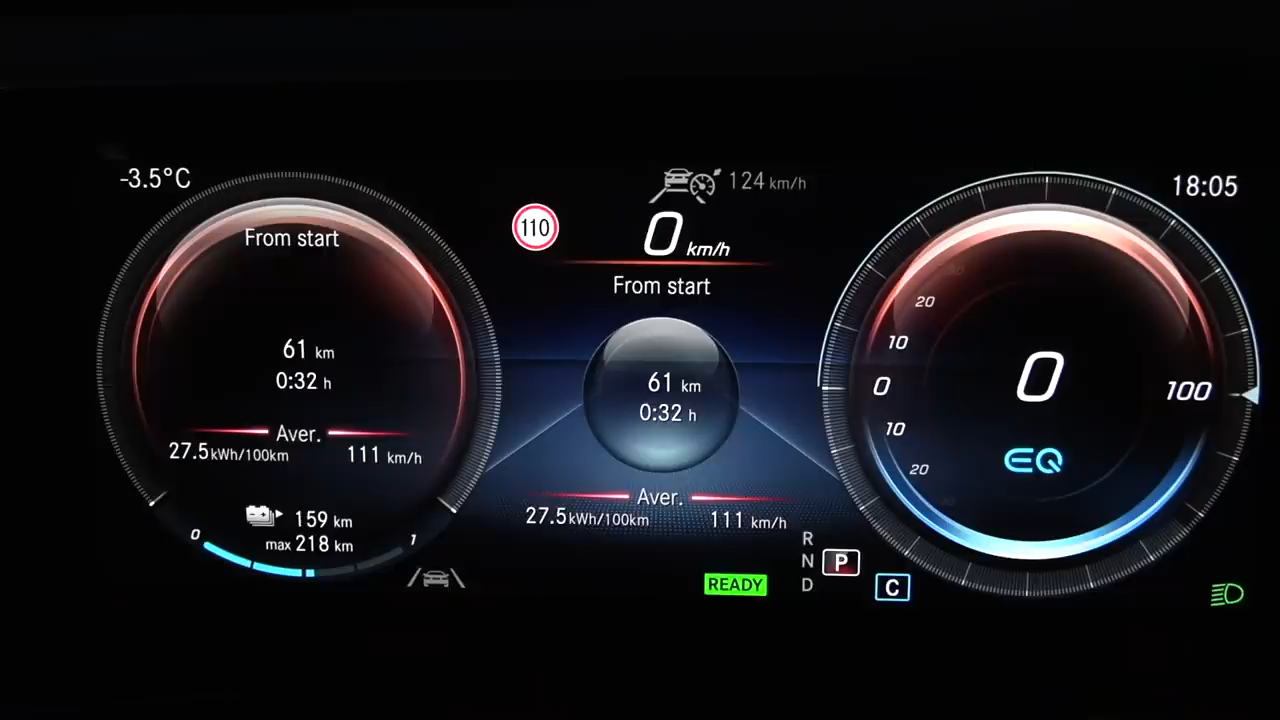 -3.5°C
124 km/h
18:05
110
0 km/h
From start
From start
61 km
0:32 h
Aver.
27.5 kWh/100km 111 km/h
159 km
max 218 km
0 1
61 km
0:32 h
Aver.
27.5 kWh/100km 111 km/h
READY
R
N P
D
C
20
10
0
10
20
0
100
EQ